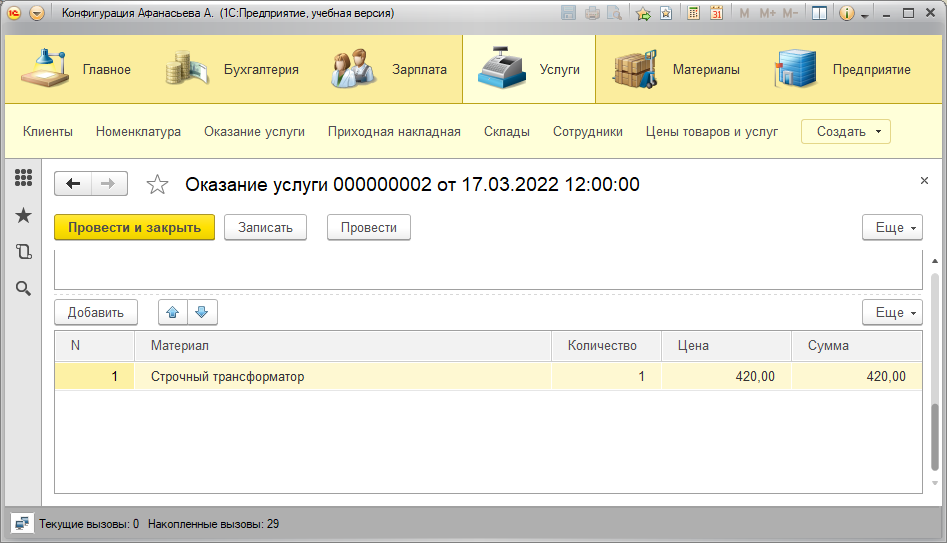 Конфигурация Афанасьева А. (1С:Предприятие, учебная версия)
M M+ M-
31
Главное Бухгалтерия Зарплата Услуги Материалы Предприятие
Клиенты Номенклатура Оказание услуги Приходная накладная Склады Сотрудники Цены товаров и услуг Создать
Оказание услуги 000000002 от 17.03.2022 12:00:00
Провести и закрыть Записать Провести Еще
Добавить Еще
N Материал Количество Цена Сумма
1 Строчный трансформатор 1 420,00 420,00
Текущие вызовы: 0 Накопленные вызовы: 29